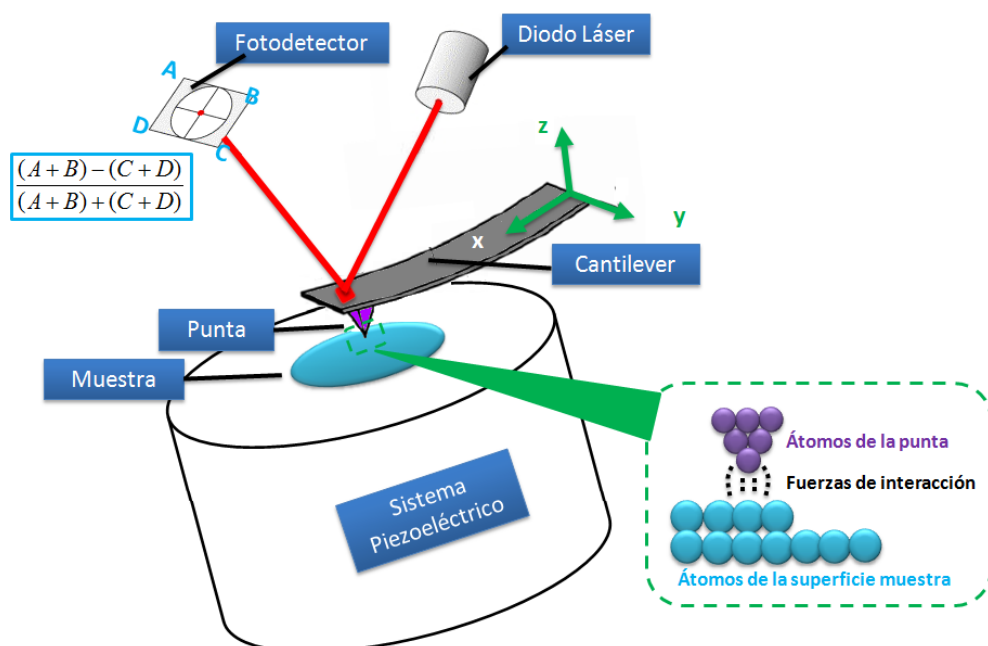 Fotodetector
Diodo Láser
A
B
D
C
(A+B)−(C+D)
(A+B)+(C+D)
z
y
x
Cantilever
Punta
Muestra
Sistema
Piezoeléctrico
Átomos de la punta
Fuerzas de interacción
Átomos de la superficie muestra